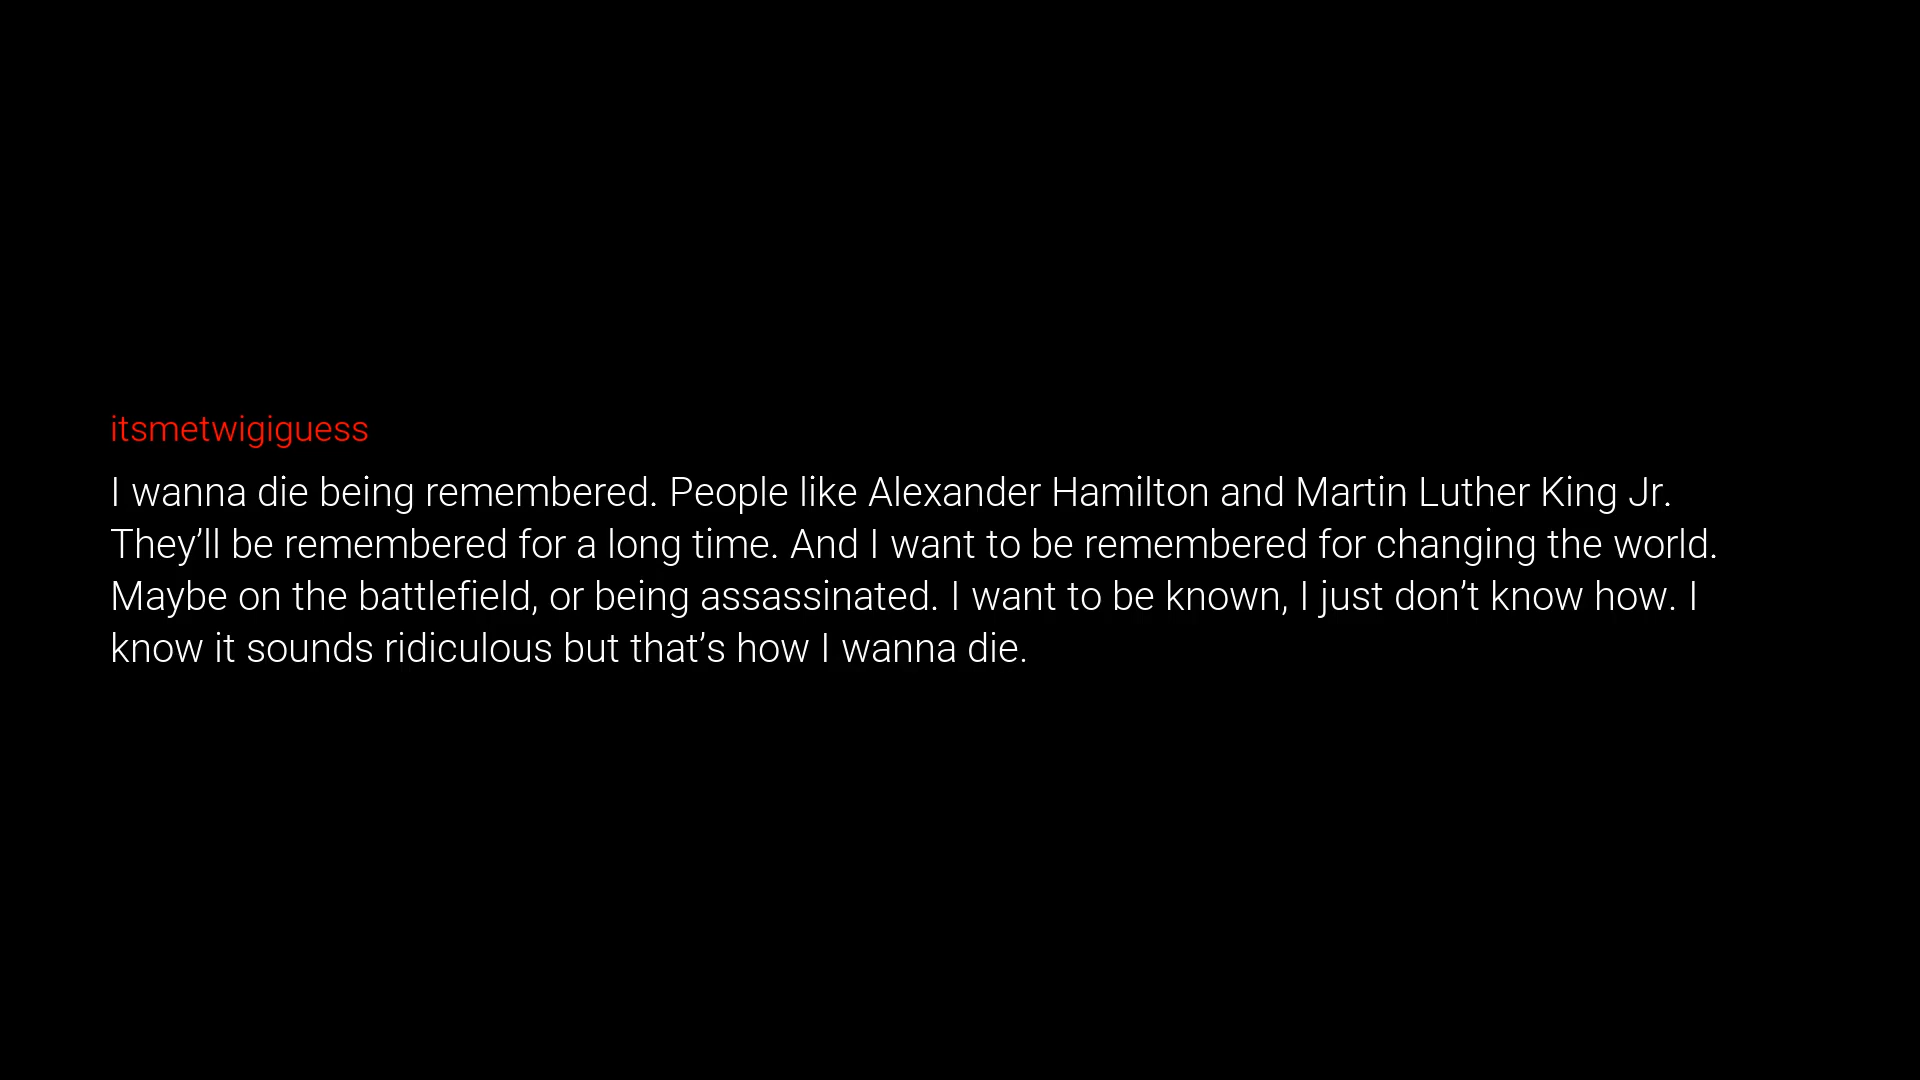 itsmetwigiguess
I wanna die being remembered. People like Alexander Hamilton and Martin Luther King Jr.
They’ll be remembered for a long time. And I want to be remembered for changing the world.
Maybe on the battlefield, or being assassinated. I want to be known, I just don’t know how. I
know it sounds ridiculous but that’s how I wanna die.